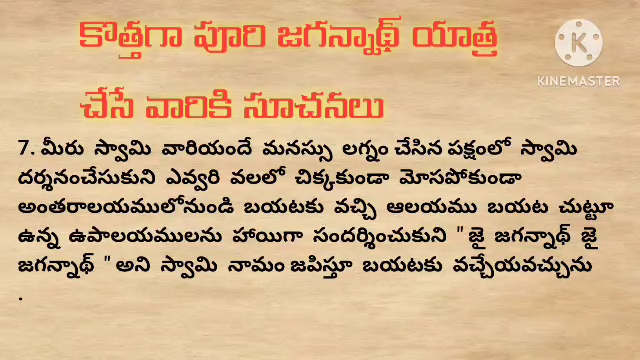 కొత్తగా పూరి జగన్నాథ్ యాత్ర
చేసే వారికి సూచనలు
K
KINEMASTER
7. మీరు స్వామి వారియందే మనస్సు లగ్నం చేసిన పక్షంలో స్వామి
దర్శనంచేసుకుని ఎవ్వరి వలలో చిక్కకుండా మోసపోకుండా
అంతరాలయములోనుండి బయటకు వచ్చి ఆలయము బయట చుట్టూ
ఉన్న ఉపాలయములను హాయిగా సందర్శించుకుని " జై జగన్నాథ్ జై
జగన్నాథ్ " అని స్వామి నామం జపిస్తూ బయటకు వచ్చేయవచ్చును
.